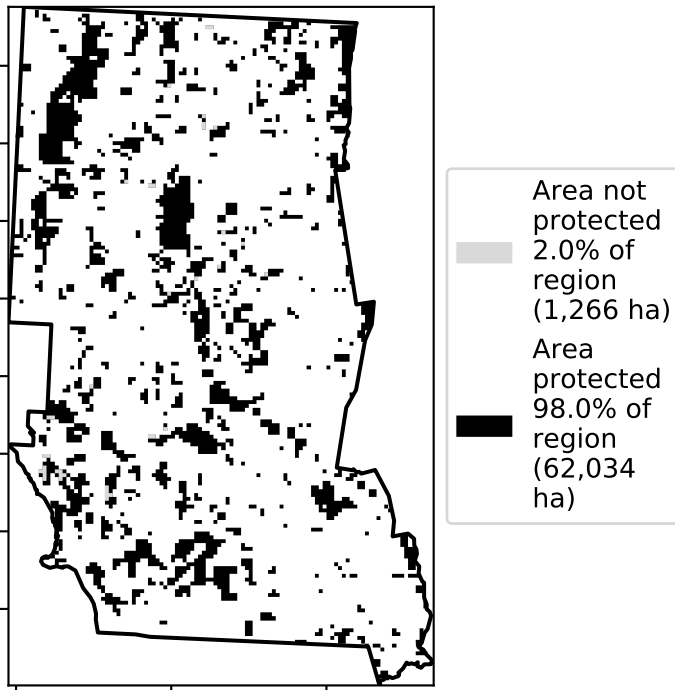 Area not
protected
2.0% of
region
(1,266 ha)
Area
protected
98.0% of
region
(62,034
ha)